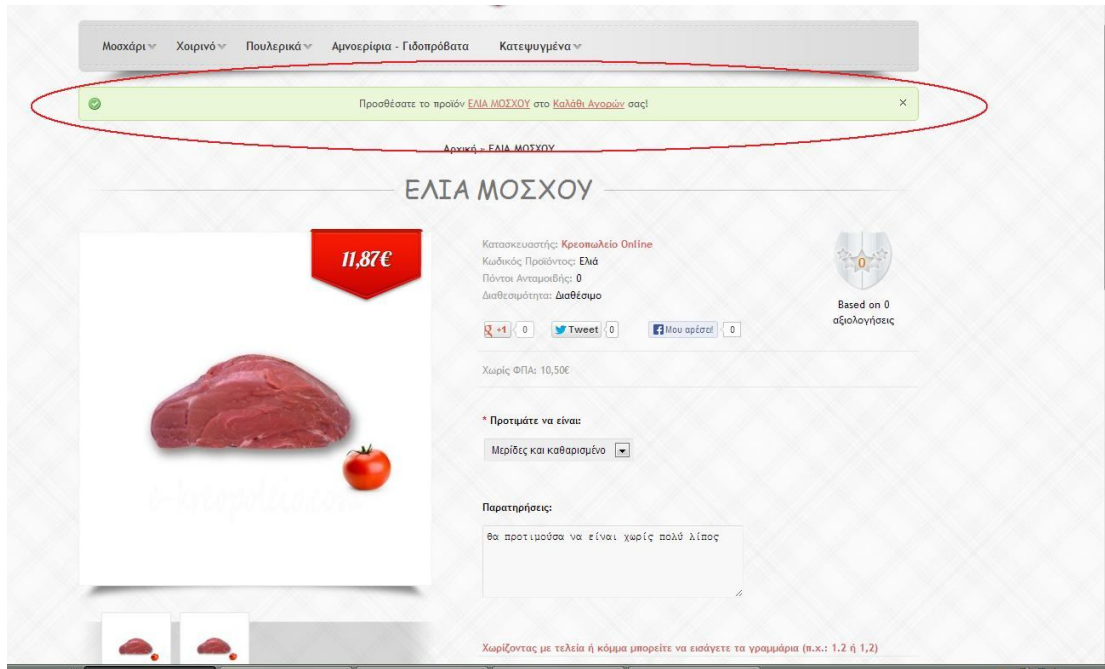 Μοσχάρι Χοιρινό Πουλερικά Αμνοερίφια - Γιδοπρόβατα Κατεψυγμένα
Προσθέσατε το προϊόν ΕΛΙΑ ΜΟΣΧΟΥ στο Καλάθι Αγορών σας! ×
Αρχική » ΕΛΙΑ ΜΟΣΧΟΥ
ΕΛΙΑ ΜΟΣΧΟΥ
11,87€
Κατασκευαστής: Κρεοπωλείο Online
Κωδικός Προϊόντος: Ελιά
Πόντοι Ανταμοιβής: 0
Διαθεσιμότητα: Διαθέσιμο
0
Based on 0
αξιολογήσεις
+1 0 Tweet 0 Μου αρέσει! 0
Χωρίς ΦΠΑ: 10,50€
* Προτιμάτε να είναι:
Μερίδες και καθαρισμένο
Παρατηρήσεις:
θα προτιμούσα να είναι χωρίς πολύ λίπος
Χωρίζοντας με τελεία ή κόμμα μπορείτε να εισάγετε τα γραμμάρια (π.χ.: 1.2 ή 1,2)